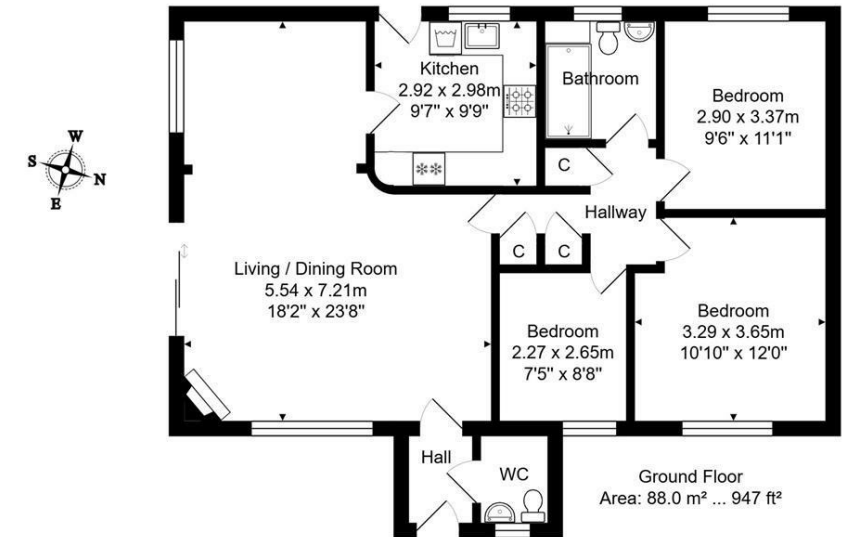 Kitchen
2.92 x 2.98m
9'7" x 9'9"
Bathroom
Bedroom
2.90 x 3.37m
9'6" x 11'1"
W
S
N
E
C
Hallway
C
C
Living / Dining Room
5.54 x 7.21m
18'2" x 23'8"
Bedroom
2.27 x 2.65m
7'5" x 8'8"
Bedroom
3.29 x 3.65m
10'10" x 12'0"
Hall
WC
Ground Floor
Area: 88.0 m² ... 947 ft²